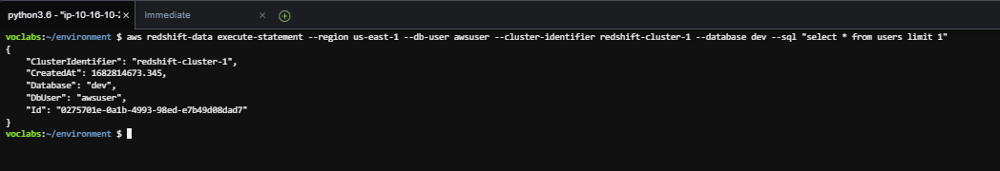 python3.6 - "ip-10-16-10-2 × Immediate ×
voclabs:~/environment $ aws redshift-data execute-statement --region us-east-1 --db-user awsuser --cluster-identifier redshift-cluster-1 --database dev --sql "select * from users limit 1"
{
    "ClusterIdentifier": "redshift-cluster-1",
    "CreatedAt": 1682814673.345,
    "Database": "dev",
    "DbUser": "awsuser",
    "Id": "0275701e-0a1b-4993-98ed-e7b49d08dad7"
}
voclabs:~/environment $